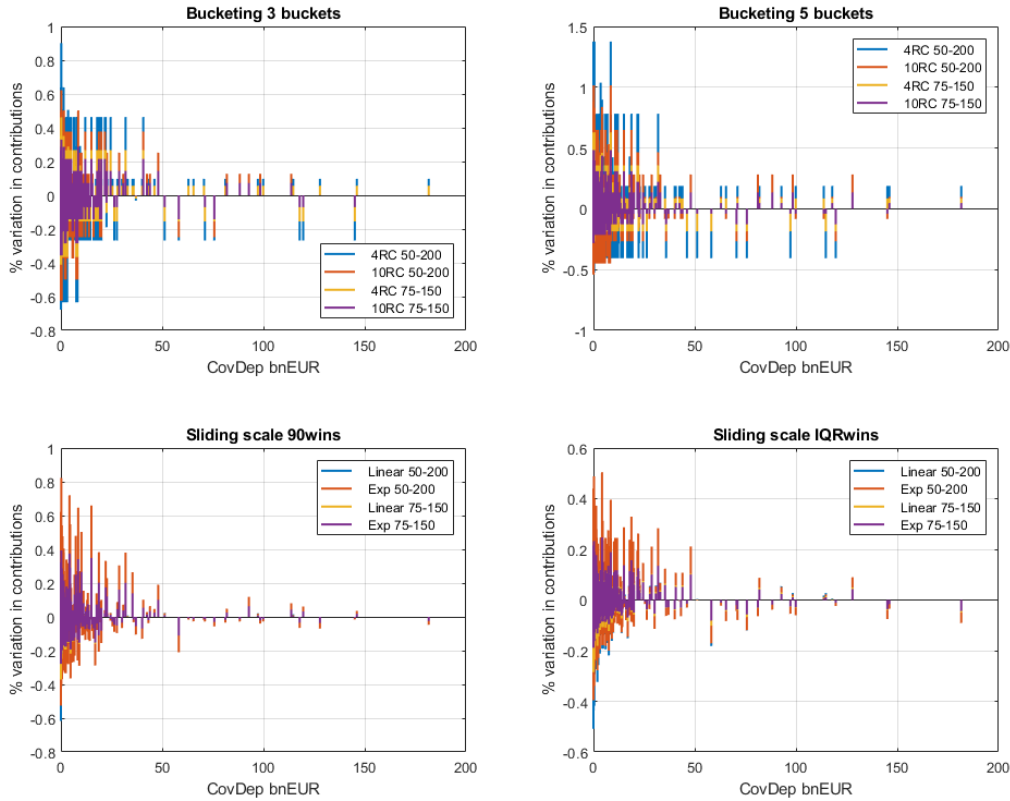 Bucketing 3 buckets
% variation in contributions
1
0.8
0.6
0.4
0.2
0
-0.2
-0.4
-0.6
-0.8
4RC 50-200
10RC 50-200
4RC 75-150
10RC 75-150
0 50 100 150 200
CovDep bnEUR
Bucketing 5 buckets
% variation in contributions
1.5
1
0.5
0
-0.5
-1
4RC 50-200
10RC 50-200
4RC 75-150
10RC 75-150
0 50 100 150 200
CovDep bnEUR
Sliding scale 90wins
% variation in contributions
1
0.8
0.6
0.4
0.2
0
-0.2
-0.4
-0.6
-0.8
Linear 50-200
Exp 50-200
Linear 75-150
Exp 75-150
0 50 100 150 200
CovDep bnEUR
Sliding scale IQRwins
% variation in contributions
0.6
0.4
0.2
0
-0.2
-0.4
-0.6
Linear 50-200
Exp 50-200
Linear 75-150
Exp 75-150
0 50 100 150 200
CovDep bnEUR